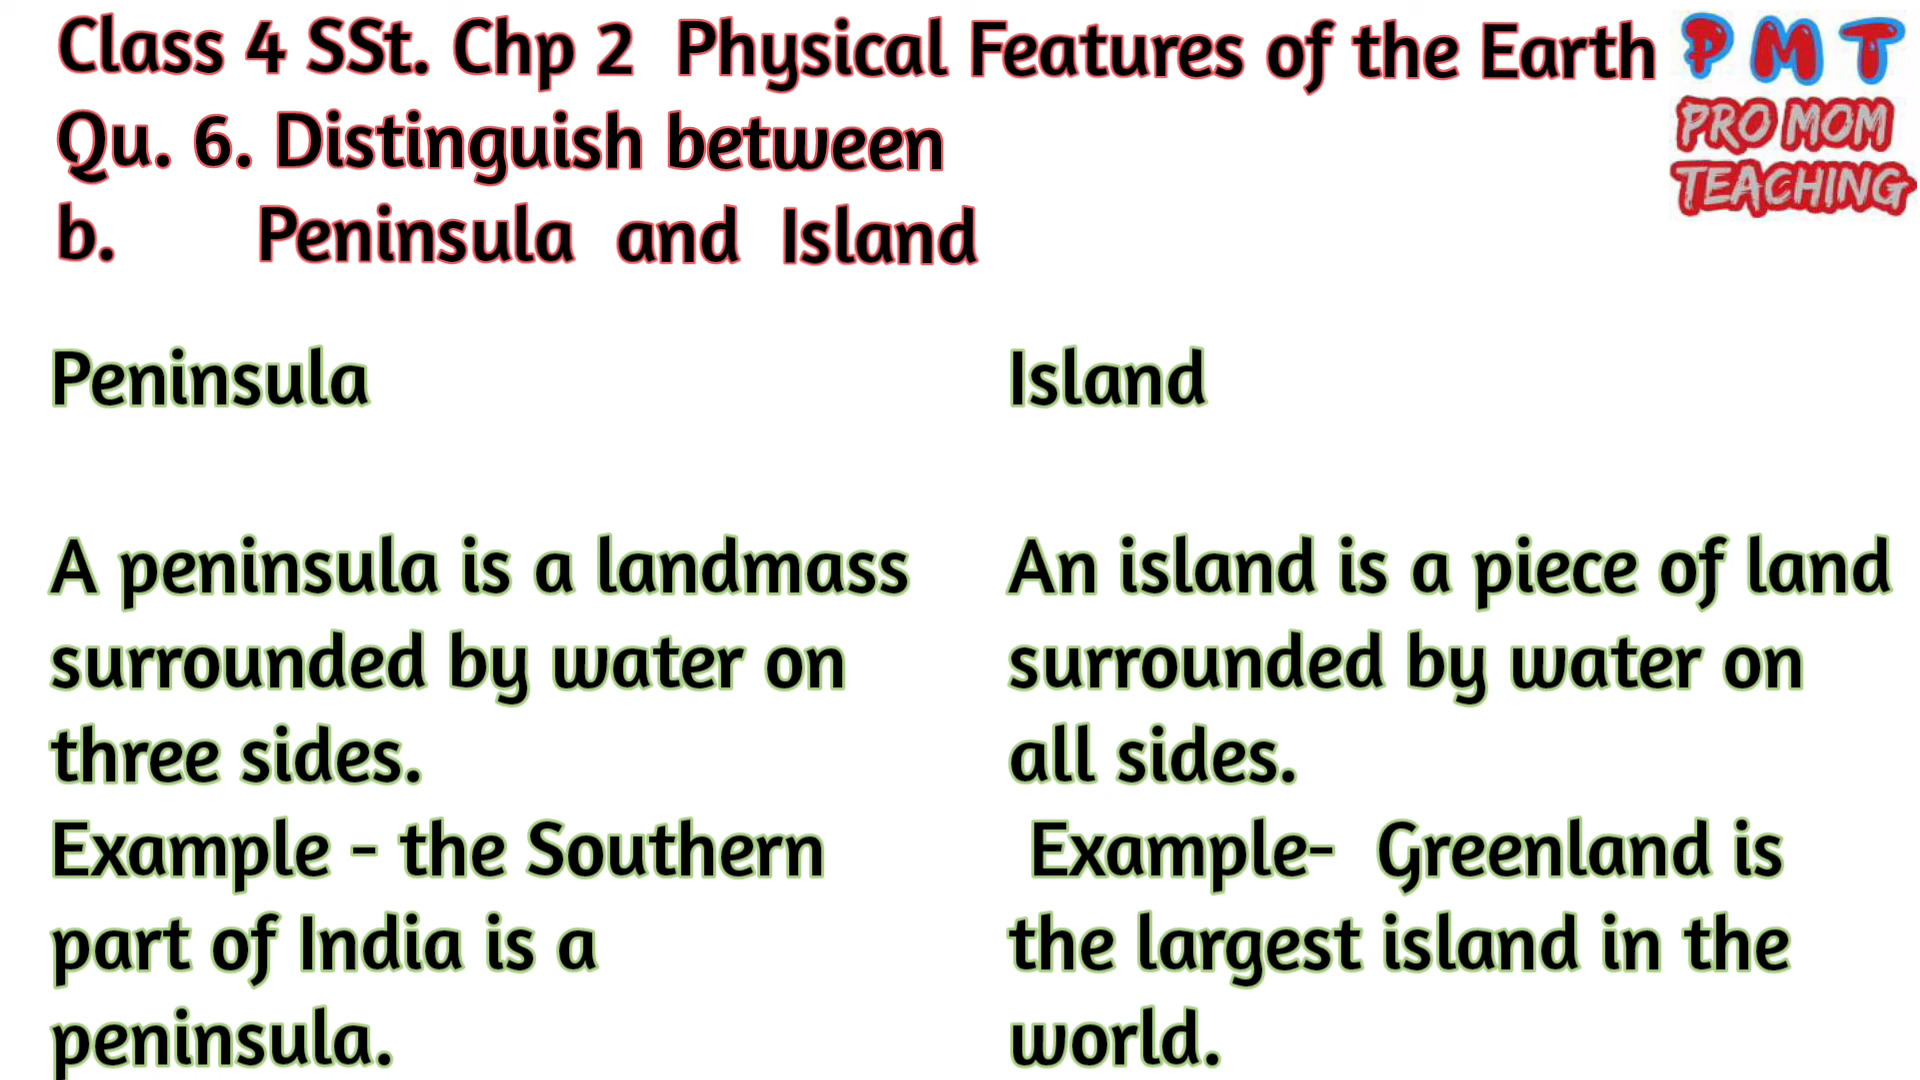 Class 4 SSt. Chp 2 Physical Features of the Earth
Qu. 6. Distinguish between
b. Peninsula and Island
P M T
PRO MOM
TEACHING
Peninsula
A peninsula is a landmass
surrounded by water on
three sides.
Example - the Southern
part of India is a
peninsula.
Island
An island is a piece of land
surrounded by water on
all sides.
Example- Greenland is
the largest island in the
world.